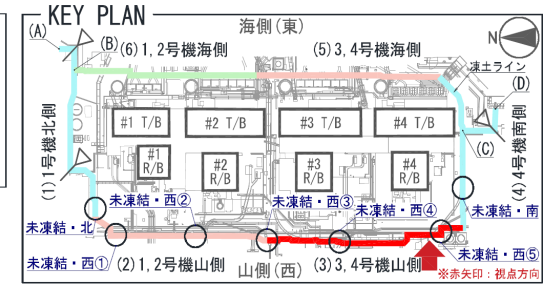 KEY PLAN
海側(東)
N
(A)
(B)
(6)1,2号機海側
(5)3,4号機海側
凍土ライン
(D)
#1 T/B
#2 T/B
#3 T/B
#4 T/B
(C)
#1
R/B
#2
R/B
#3
R/B
#4
R/B
(1)1号機北側
(4)4号機南側
未凍結・西②
未凍結・西③
未凍結・西④
未凍結・南
未凍結・北
未凍結・西①
(2)1,2号機山側
山側(西)
(3)3,4号機山側
未凍結・西⑤
※赤矢印:視点方向